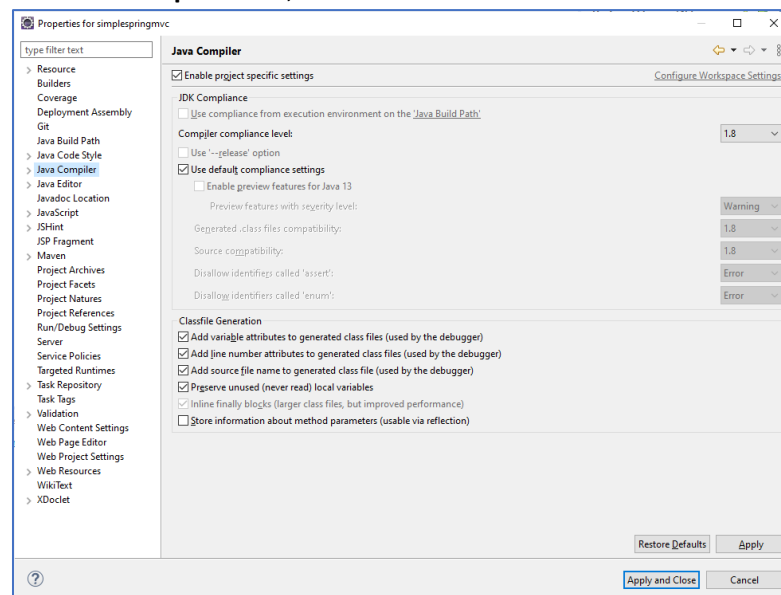 Properties for simplespringmvc
type filter text
Resource
Builders
Coverage
Deployment Assembly
Git
Java Build Path
Java Code Style
Java Compiler
Java Editor
Javadoc Location
JavaScript
JSHint
JSP Fragment
Maven
Project Archives
Project Facets
Project Natures
Project References
Run/Debug Settings
Server
Service Policies
Targeted Runtimes
Task Repository
Task Tags
Validation
Web Content Settings
Web Page Editor
Web Project Settings
Web Resources
WikiText
XDoclet
Java Compiler
Enable project specific settings
Configure Workspace Settings
JDK Compliance
Use compliance from execution environment on the 'Java Build Path'
Compiler compliance level: 1.8
Use '--release' option
Use default compliance settings
Enable preview features for Java 13
Preview features with severity level: Warning
Generated .class files compatibility: 1.8
Source compatibility: 1.8
Disallow identifiers called 'assert': Error
Disallow identifiers called 'enum': Error
Classfile Generation
Add variable attributes to generated class files (used by the debugger)
Add line number attributes to generated class files (used by the debugger)
Add source file name to generated class file (used by the debugger)
Preserve unused (never read) local variables
Inline finally blocks (larger class files, but improved performance)
Store information about method parameters (usable via reflection)
Restore Defaults Apply
? Apply and Close Cancel